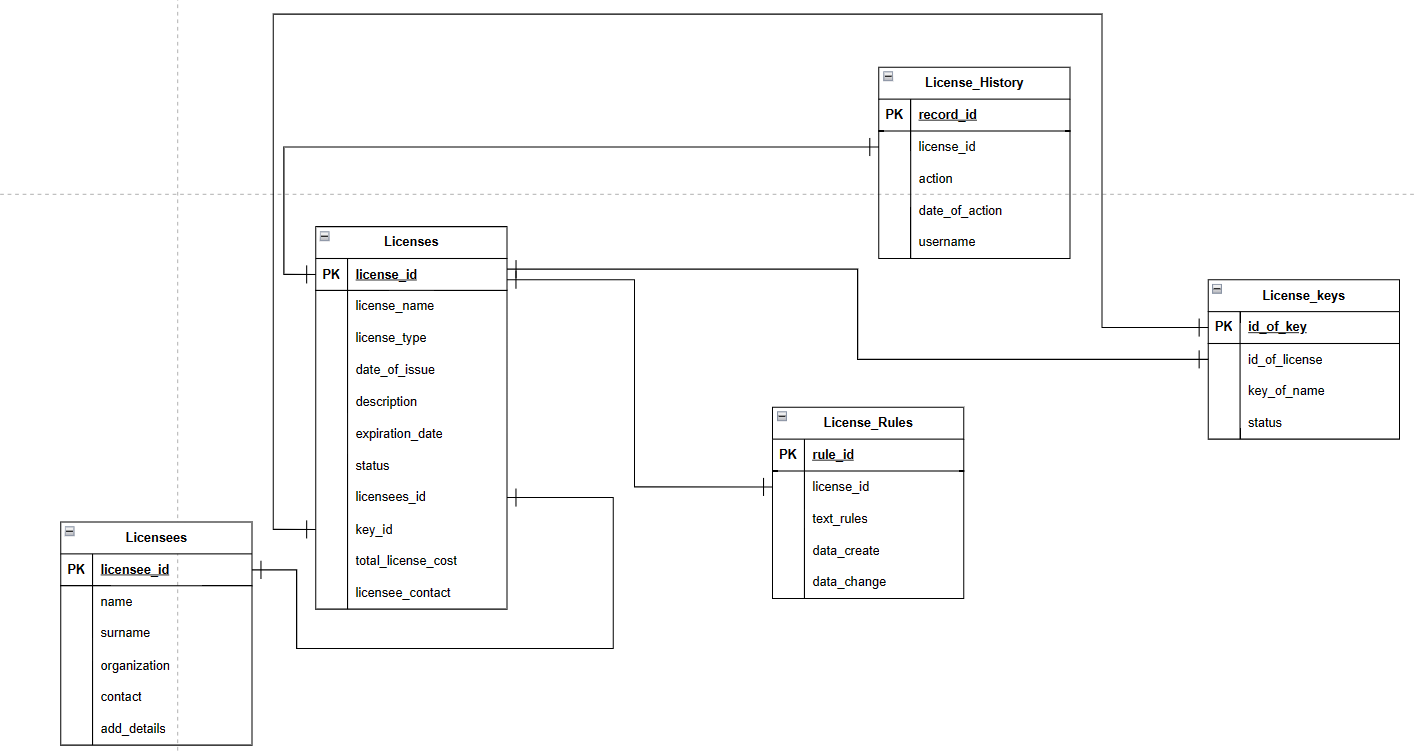 License_History
PK record_id
license_id
action
date_of_action
username
Licenses
PK license_id
license_name
license_type
date_of_issue
description
expiration_date
status
licensees_id
key_id
total_license_cost
licensee_contact
License_keys
PK id_of_key
id_of_license
key_of_name
status
License_Rules
PK rule_id
license_id
text_rules
data_create
data_change
Licensees
PK licensee_id
name
surname
organization
contact
add_details